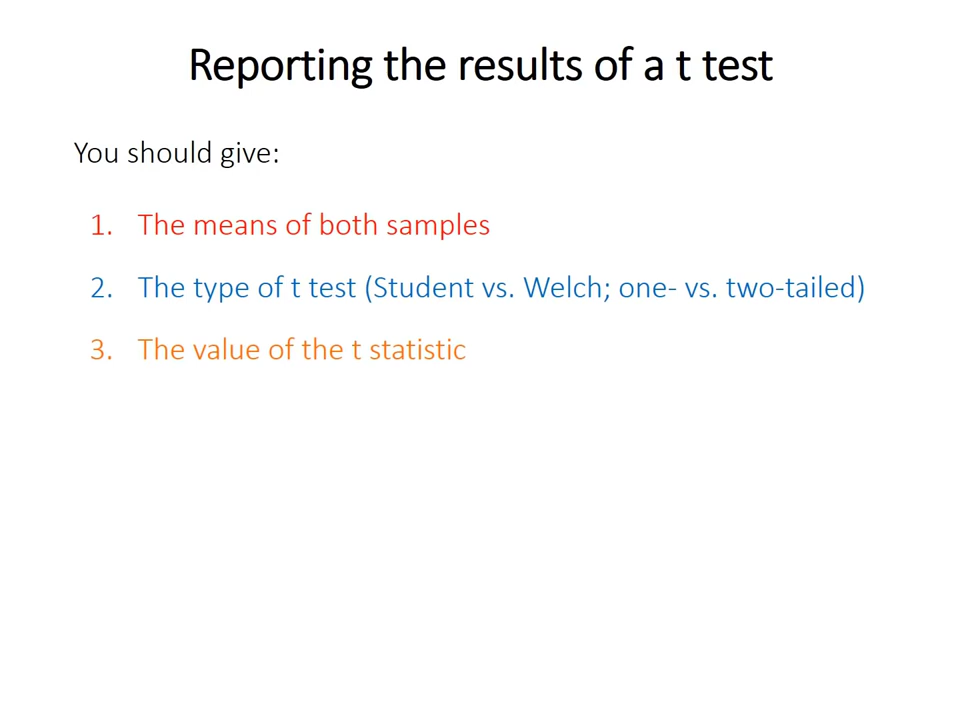 Reporting the results of a t test
You should give:
1. The means of both samples
2. The type of t test (Student vs. Welch; one- vs. two-tailed)
3. The value of the t statistic